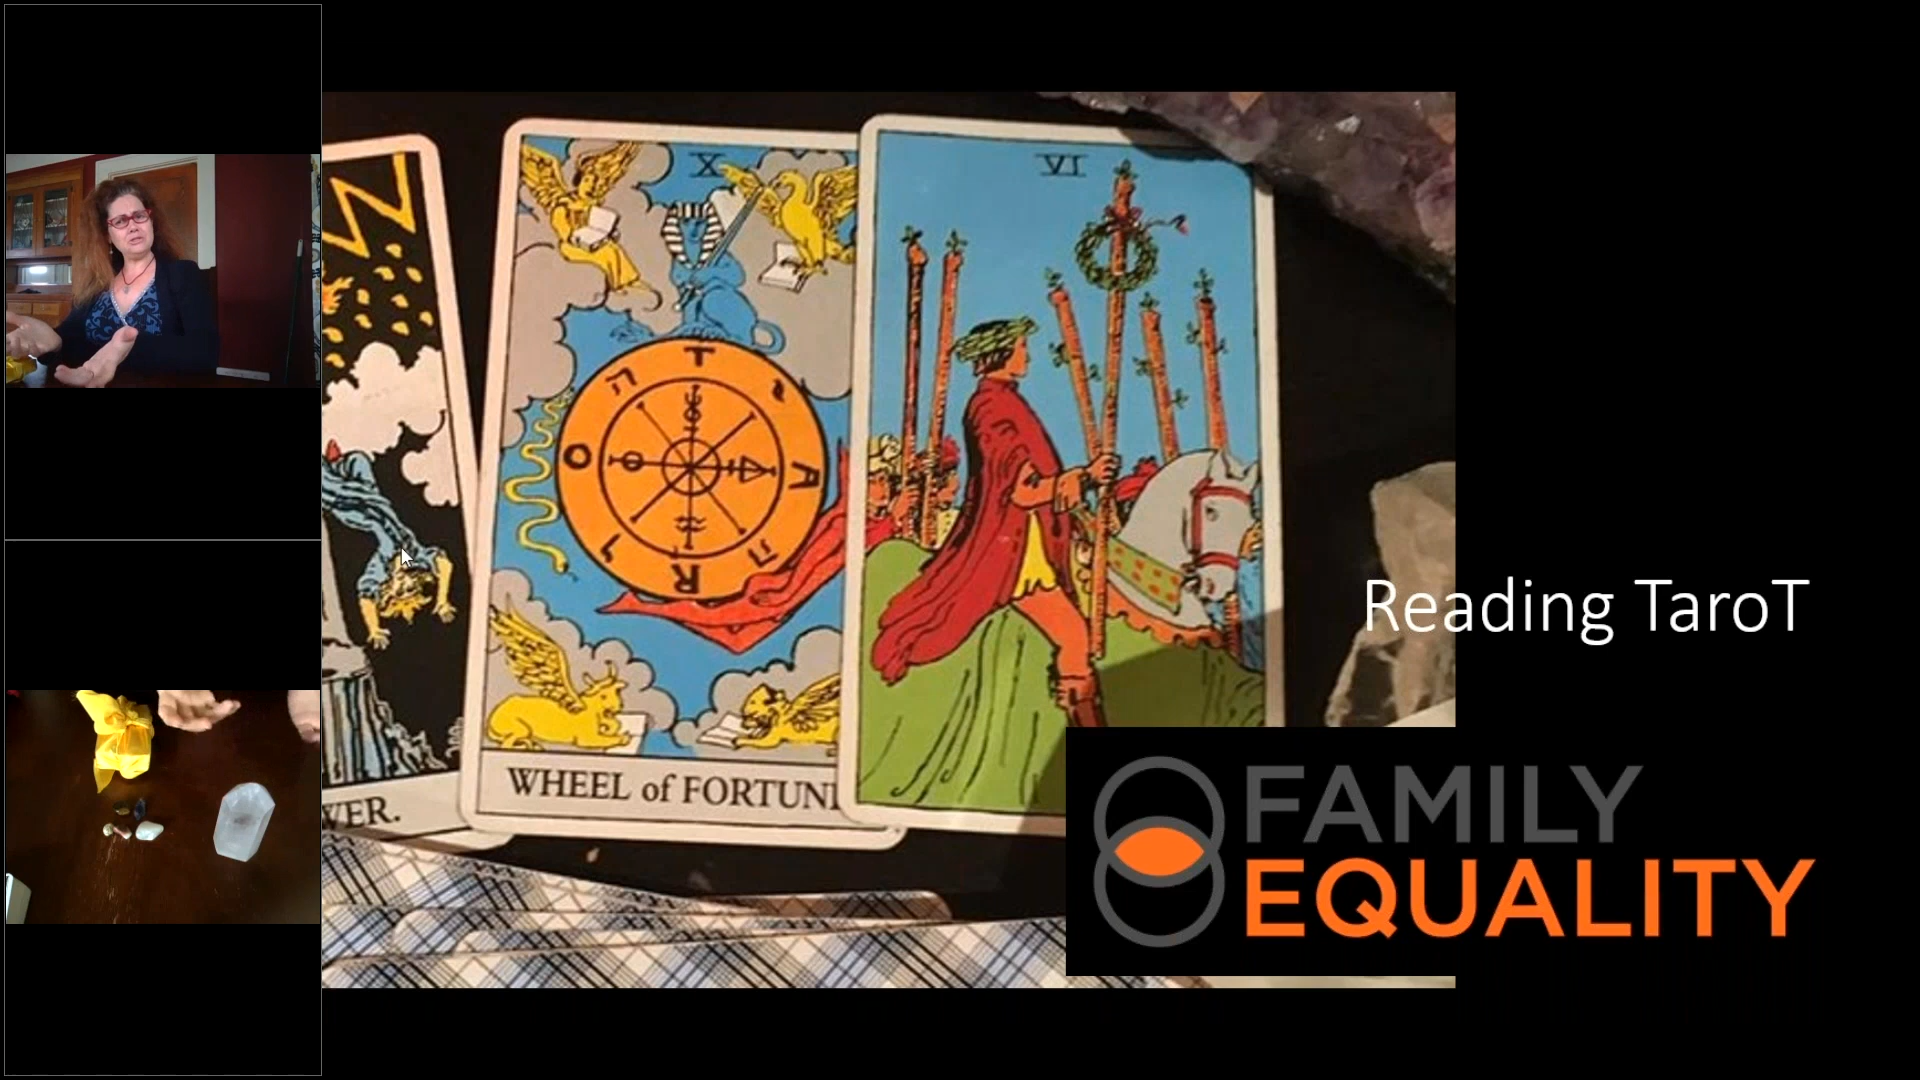 X
VI
T
A
R
O
WHEEL of FORTUN
WER.
Reading TaroT
FAMILY
EQUALITY